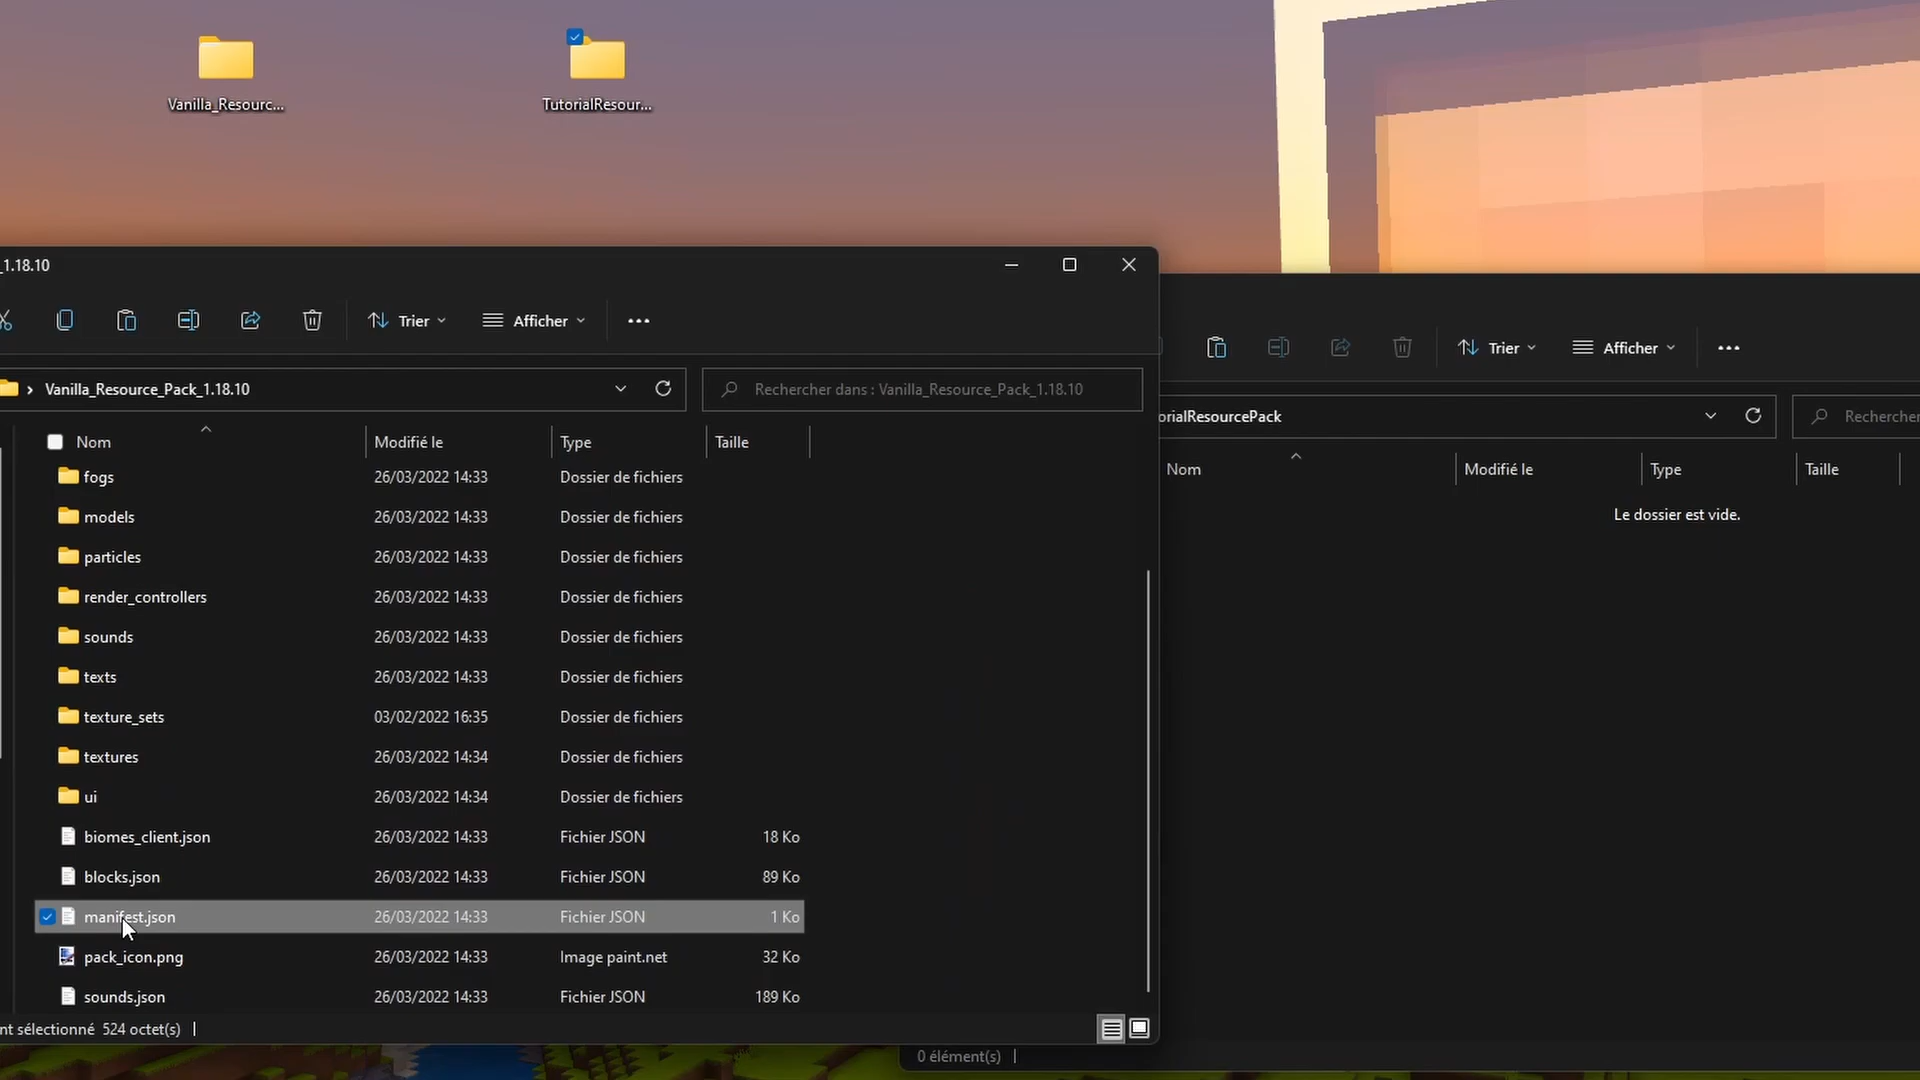 Vanilla_Resourc...
TutorialResour...
_1.18.10
Trier
Afficher
Vanilla_Resource_Pack_1.18.10
Rechercher dans : Vanilla_Resource_Pack_1.18.10
Nom Modifié le Type Taille
fogs 26/03/2022 14:33 Dossier de fichiers
models 26/03/2022 14:33 Dossier de fichiers
particles 26/03/2022 14:33 Dossier de fichiers
render_controllers 26/03/2022 14:33 Dossier de fichiers
sounds 26/03/2022 14:33 Dossier de fichiers
texts 26/03/2022 14:33 Dossier de fichiers
texture_sets 03/02/2022 16:35 Dossier de fichiers
textures 26/03/2022 14:34 Dossier de fichiers
ui 26/03/2022 14:34 Dossier de fichiers
biomes_client.json 26/03/2022 14:33 Fichier JSON 18 Ko
blocks.json 26/03/2022 14:33 Fichier JSON 89 Ko
manifest.json 26/03/2022 14:33 Fichier JSON 1 Ko
pack_icon.png 26/03/2022 14:33 Image paint.net 32 Ko
sounds.json 26/03/2022 14:33 Fichier JSON 189 Ko
nt sélectionné 524 octet(s)
Trier
Afficher
orialResourcePack
Rechercher
Nom Modifié le Type Taille
Le dossier est vide.
0 élément(s)